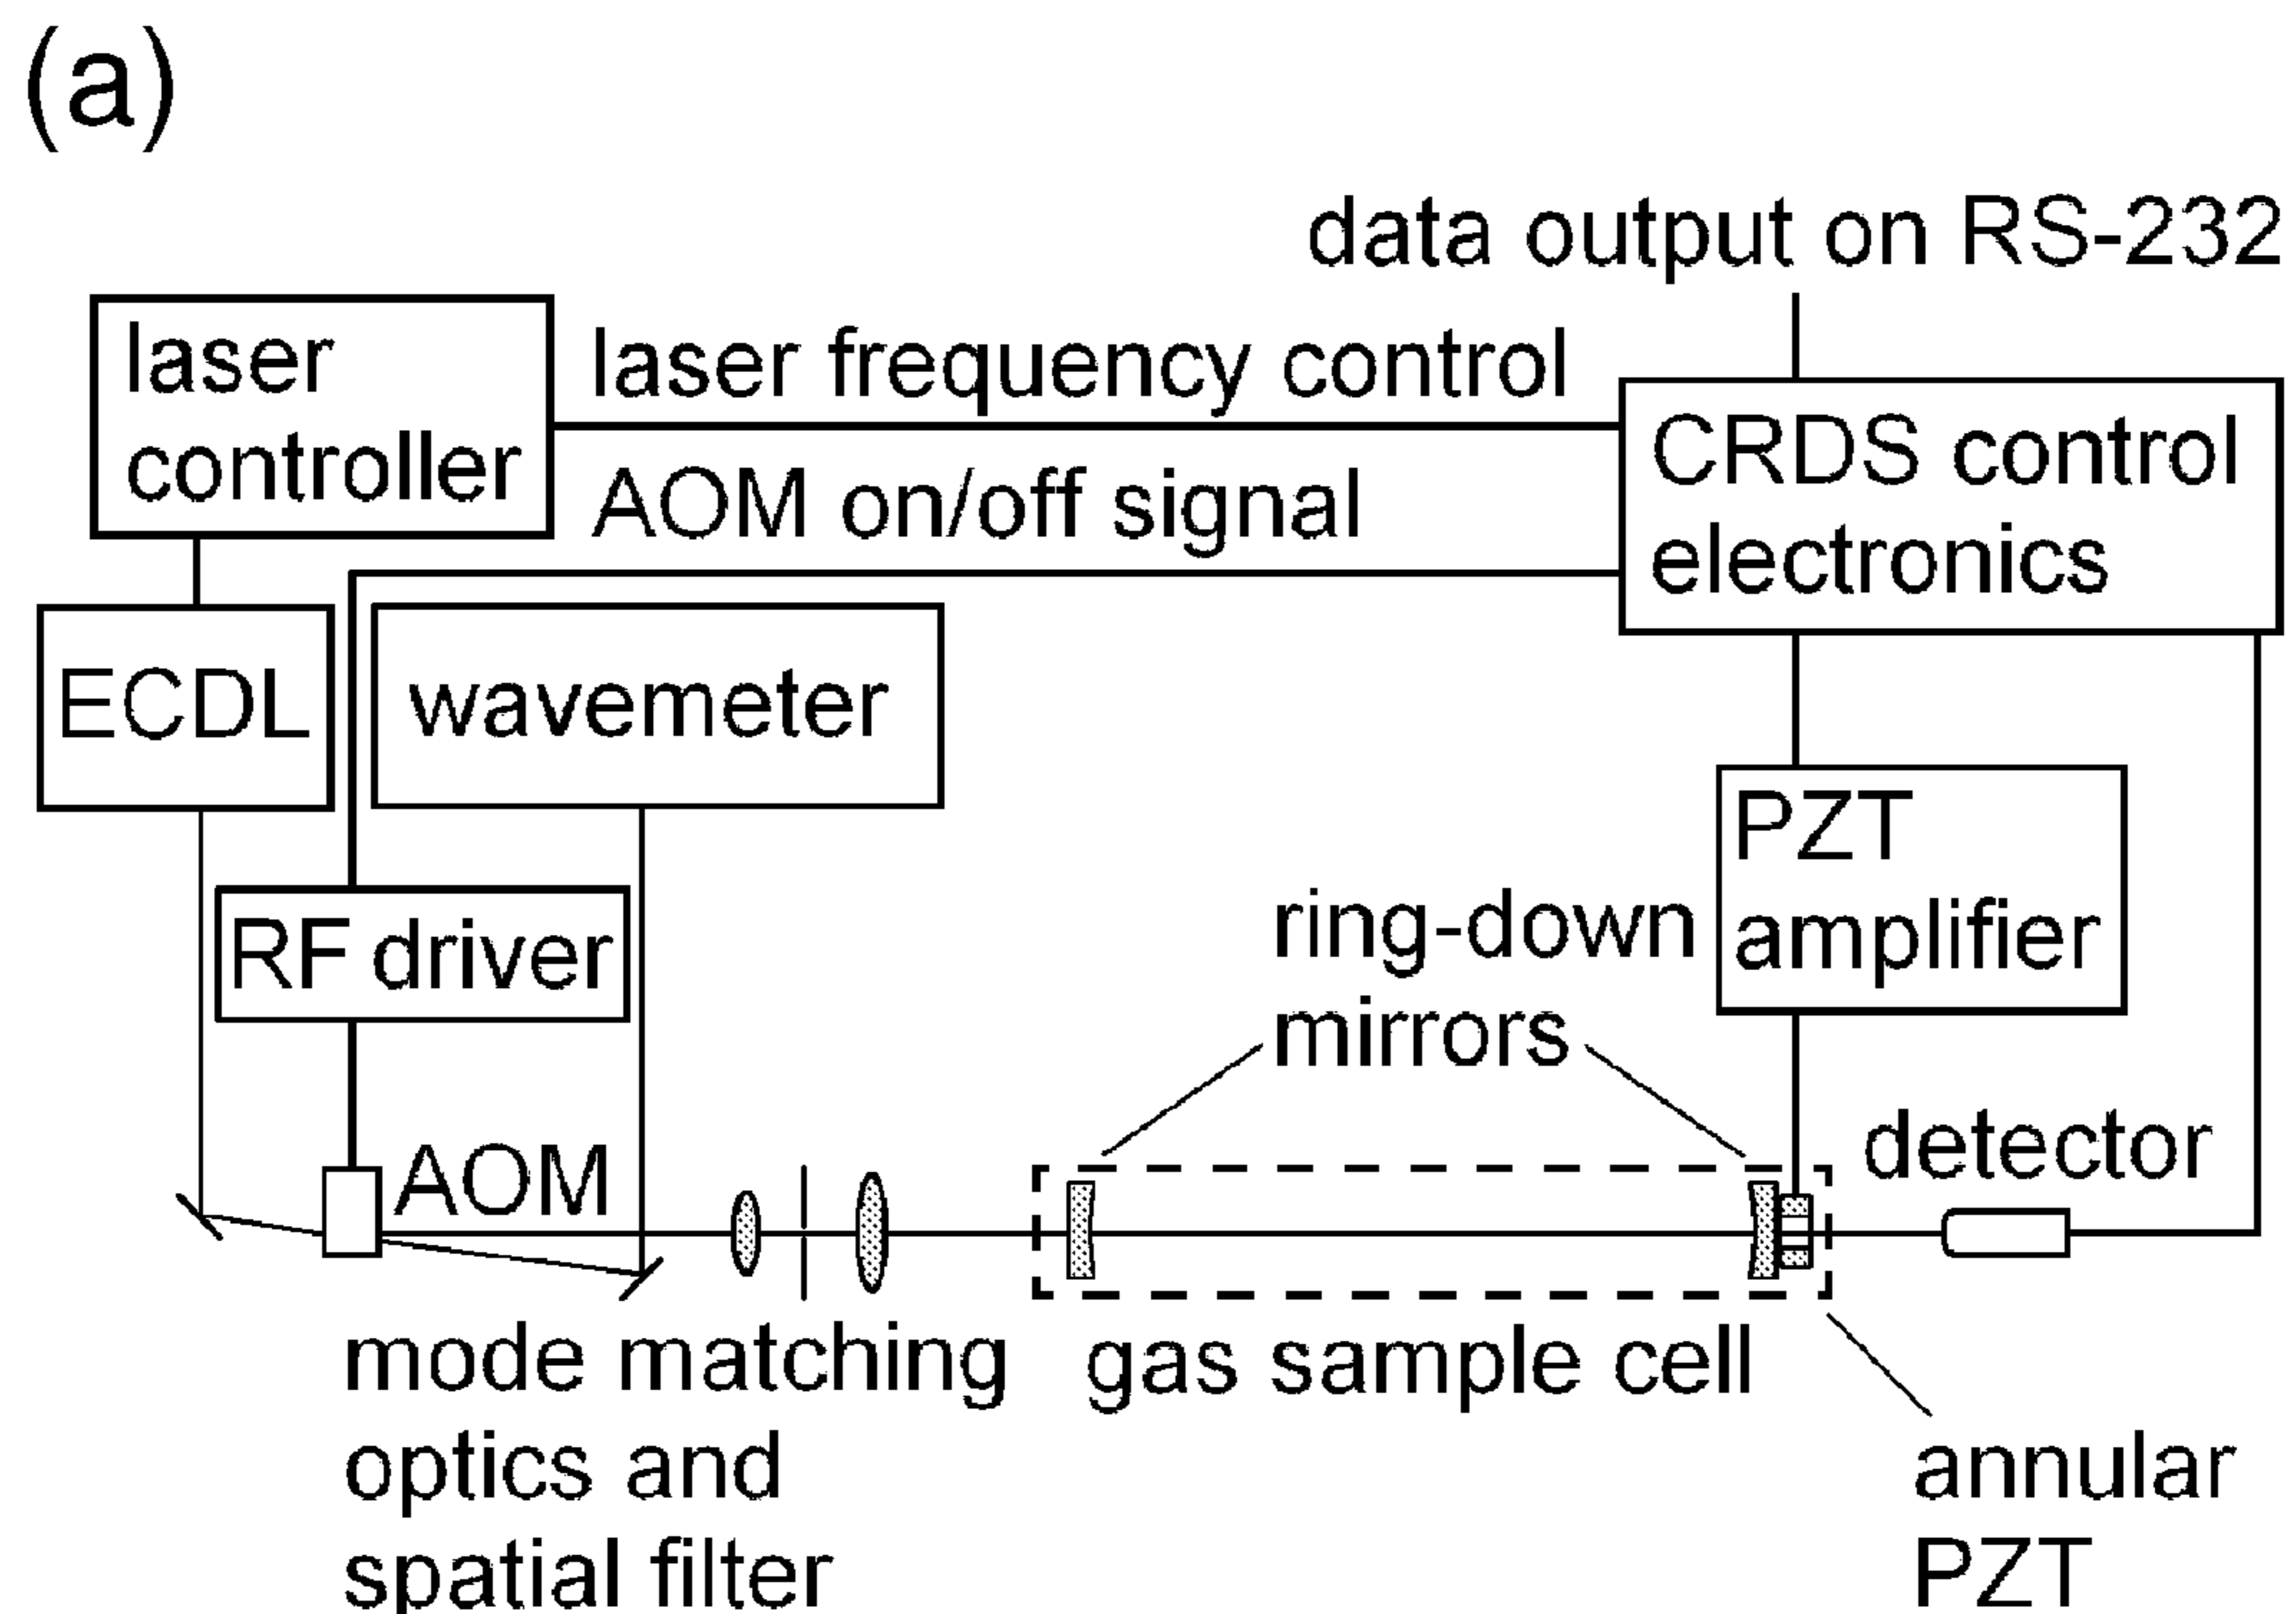 (a)
data output on RS-232
laser
controller
laser frequency control
AOM on/off signal
CRDS control
electronics
ECDL
wavemeter
PZT
amplifier
RF driver
ring-down
mirrors
AOM
detector
mode matching
optics and
spatial filter
gas sample cell
annular
PZT